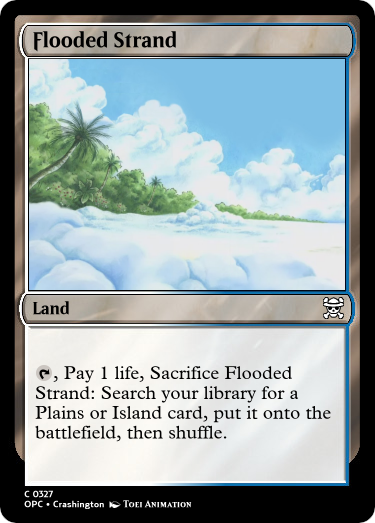 Flooded Strand
Land
, Pay 1 life, Sacrifice Flooded
Strand: Search your library for a
Plains or Island card, put it onto the
battlefield, then shuffle.
C 0327
OPC • Crashington Toei Animation